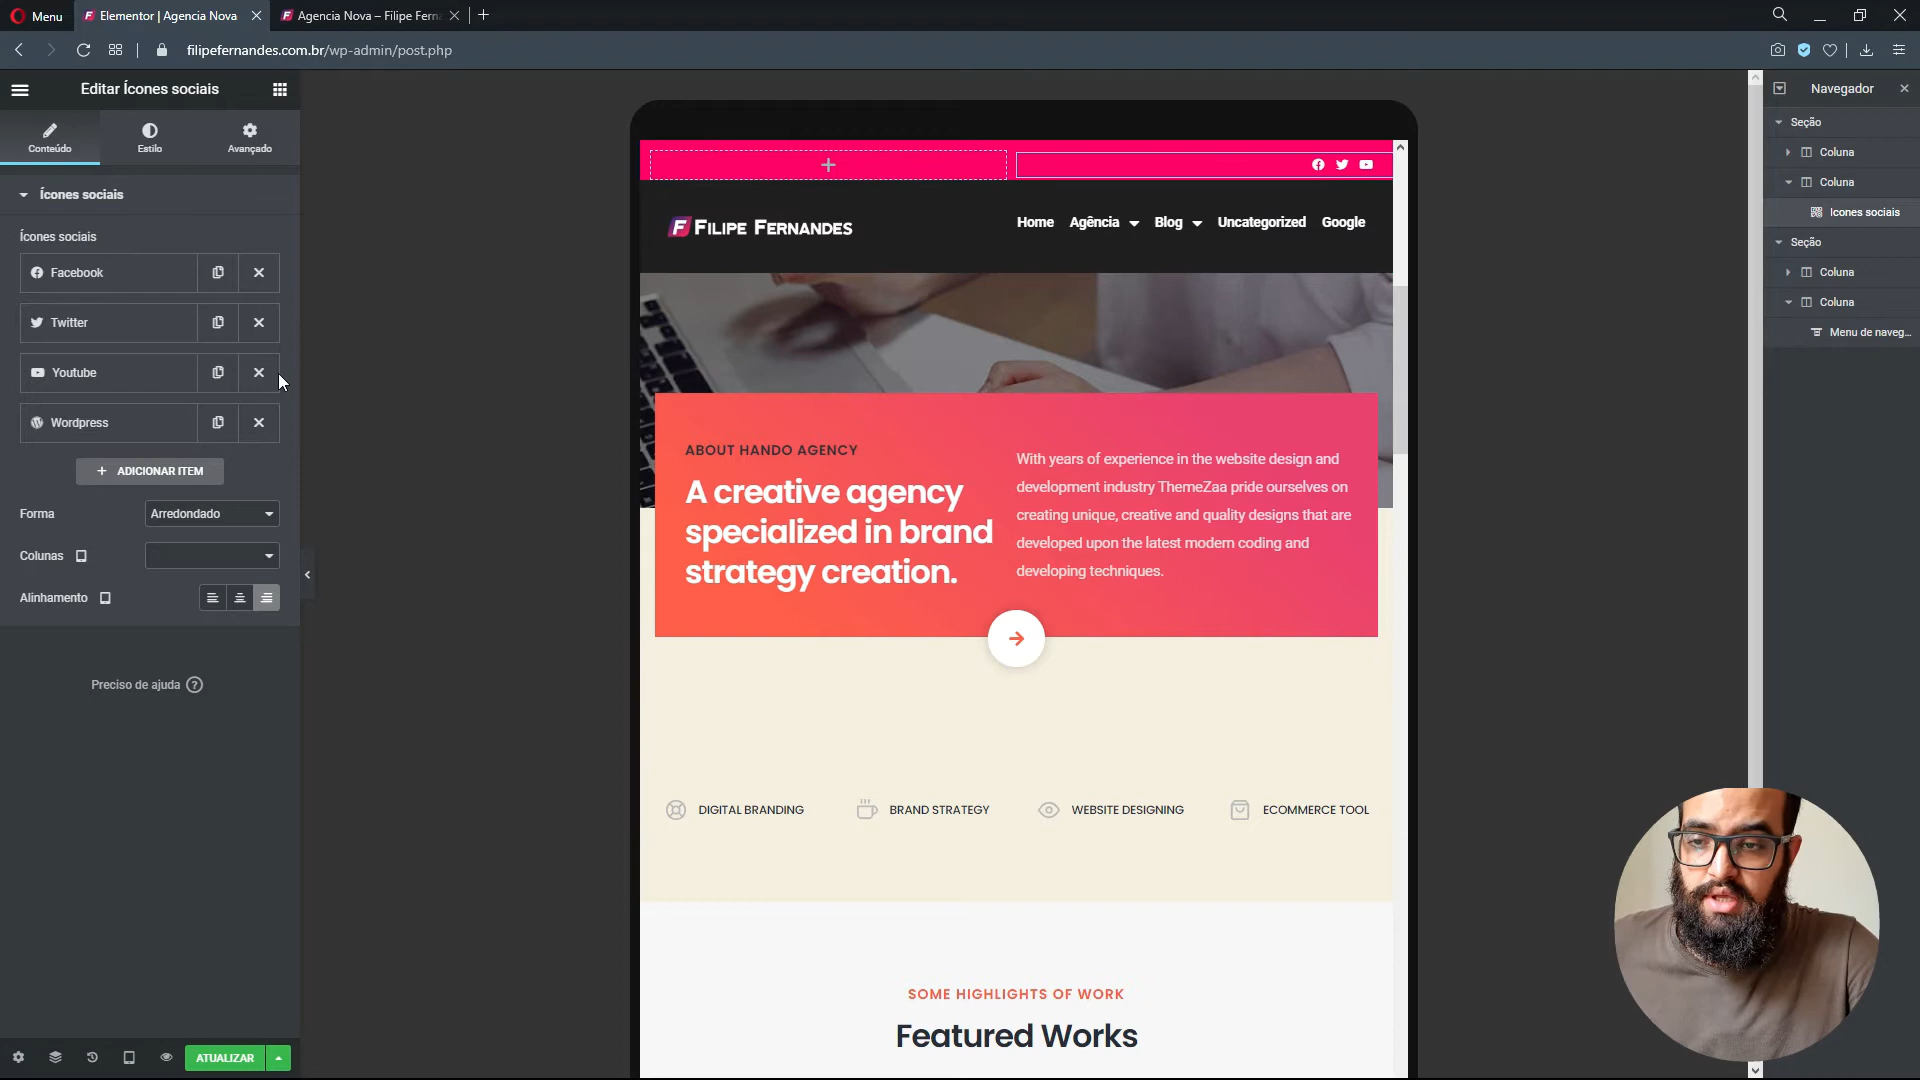 Menu
Elementor | Agencia Nova
Agencia Nova – Filipe Ferna
filipefernandes.com.br/wp-admin/post.php
Editar Ícones sociais
Conteúdo
Estilo
Avançado
Ícones sociais
Ícones sociais
Facebook
Twitter
Youtube
Wordpress
ADICIONAR ITEM
Forma
Arredondado
Colunas
Alinhamento
Preciso de ajuda
ATUALIZAR
FILIPE FERNANDES
Home Agência Blog Uncategorized Google
ABOUT HANDO AGENCY
A creative agency
specialized in brand
strategy creation.
With years of experience in the website design and
development industry ThemeZaa pride ourselves on
creating unique, creative and quality designs that are
developed upon the latest modern coding and
developing techniques.
DIGITAL BRANDING
BRAND STRATEGY
WEBSITE DESIGNING
ECOMMERCE TOOL
SOME HIGHLIGHTS OF WORK
Featured Works
Navegador
Seção
Coluna
Coluna
Icones sociais
Seção
Coluna
Coluna
Menu de naveg...